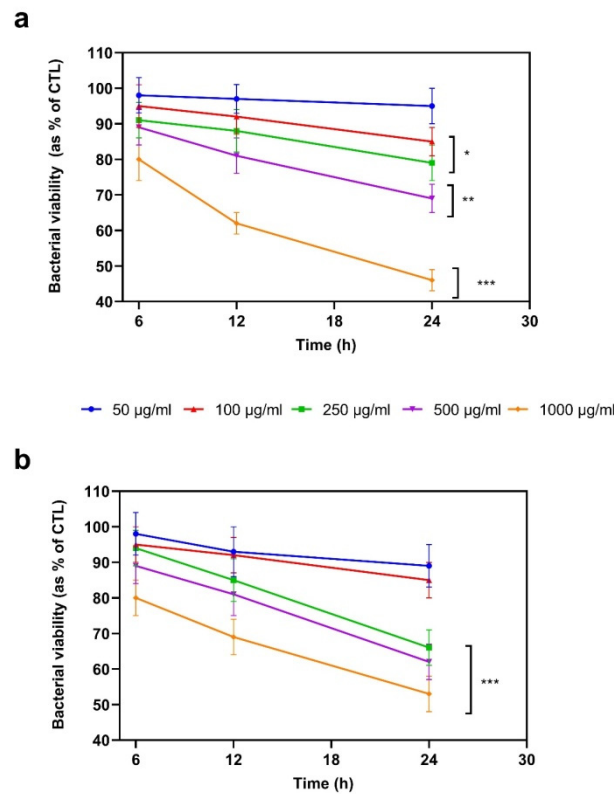 a
110
100
90
80
70
60
50
40
Bacterial viability (as % of CTL)
*
**
***
6 12 18 24 30
Time (h)
50 µg/ml 100 µg/ml 250 µg/ml 500 µg/ml 1000 µg/ml
b
110
100
90
80
70
60
50
40
Bacterial viability (as % of CTL)
***
6 12 18 24 30
Time (h)